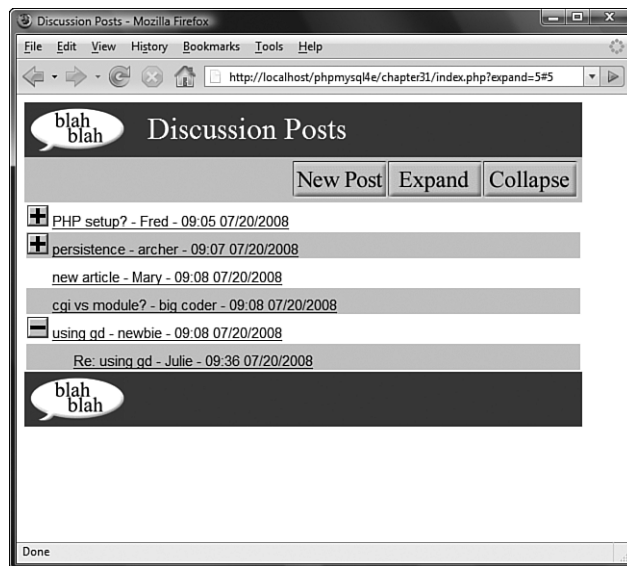 Discussion Posts - Mozilla Firefox
File Edit View History Bookmarks Tools Help
http://localhost/phpmysql4e/chapter31/index.php?expand=5#5
blah
blah
Discussion Posts
New Post Expand Collapse
PHP setup? - Fred - 09:05 07/20/2008
persistence - archer - 09:07 07/20/2008
new article - Mary - 09:08 07/20/2008
cgi vs module? - big coder - 09:08 07/20/2008
using gd - newbie - 09:08 07/20/2008
Re: using gd - Julie - 09:36 07/20/2008
blah
blah
Done